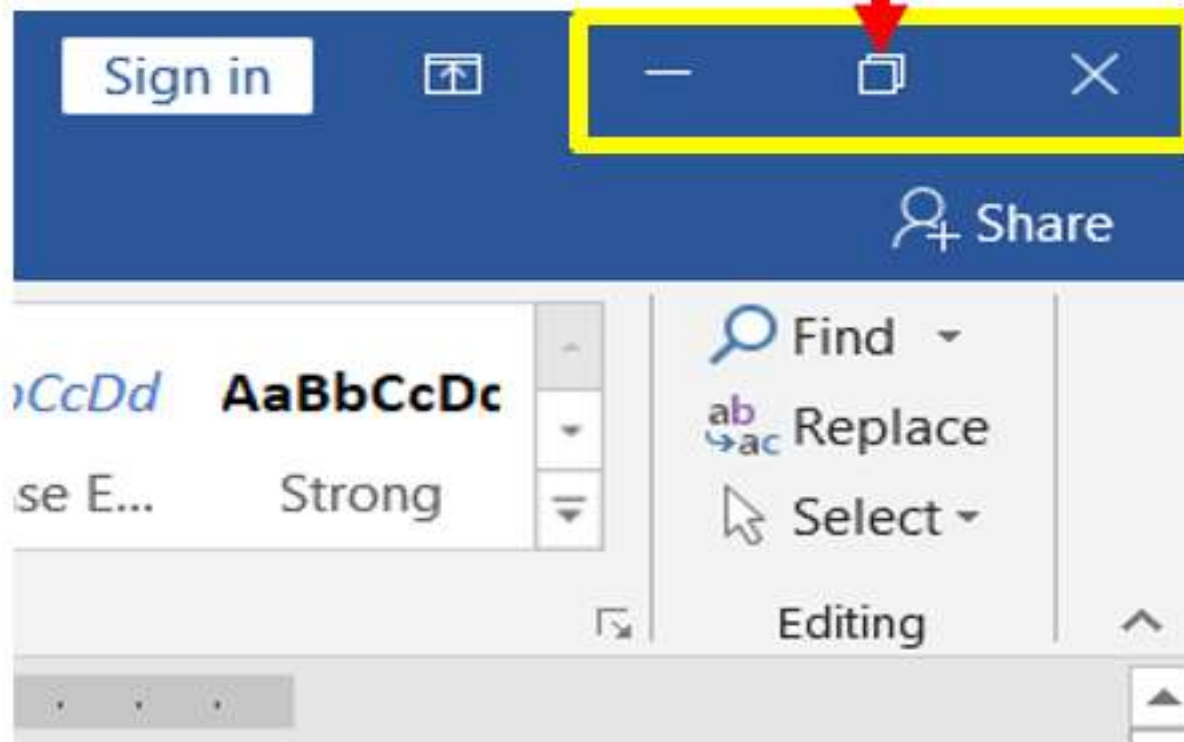 Sign in
Share
Find
ab
ac Replace
Select
CcDd AaBbCcDc
se E... Strong
Editing